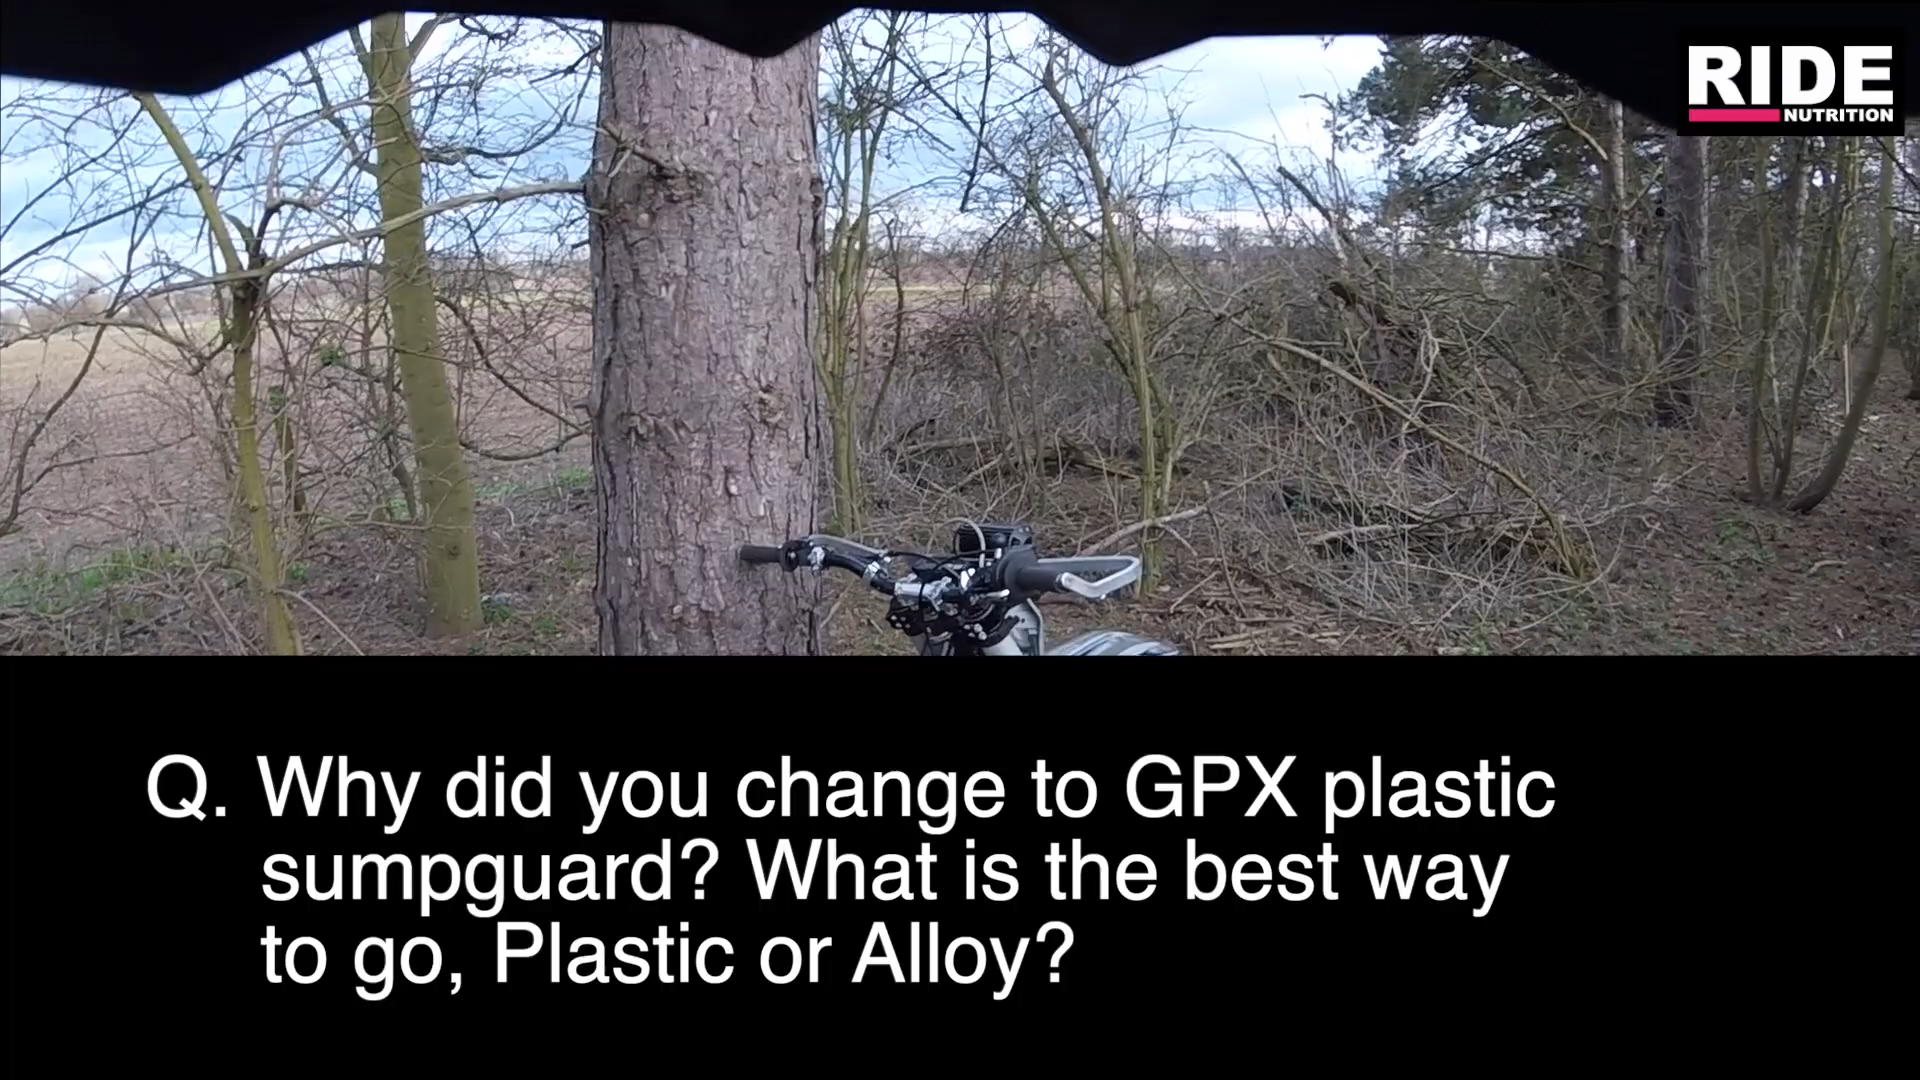 RIDE
NUTRITION
Q. Why did you change to GPX plastic
sumpguard? What is the best way
to go, Plastic or Alloy?